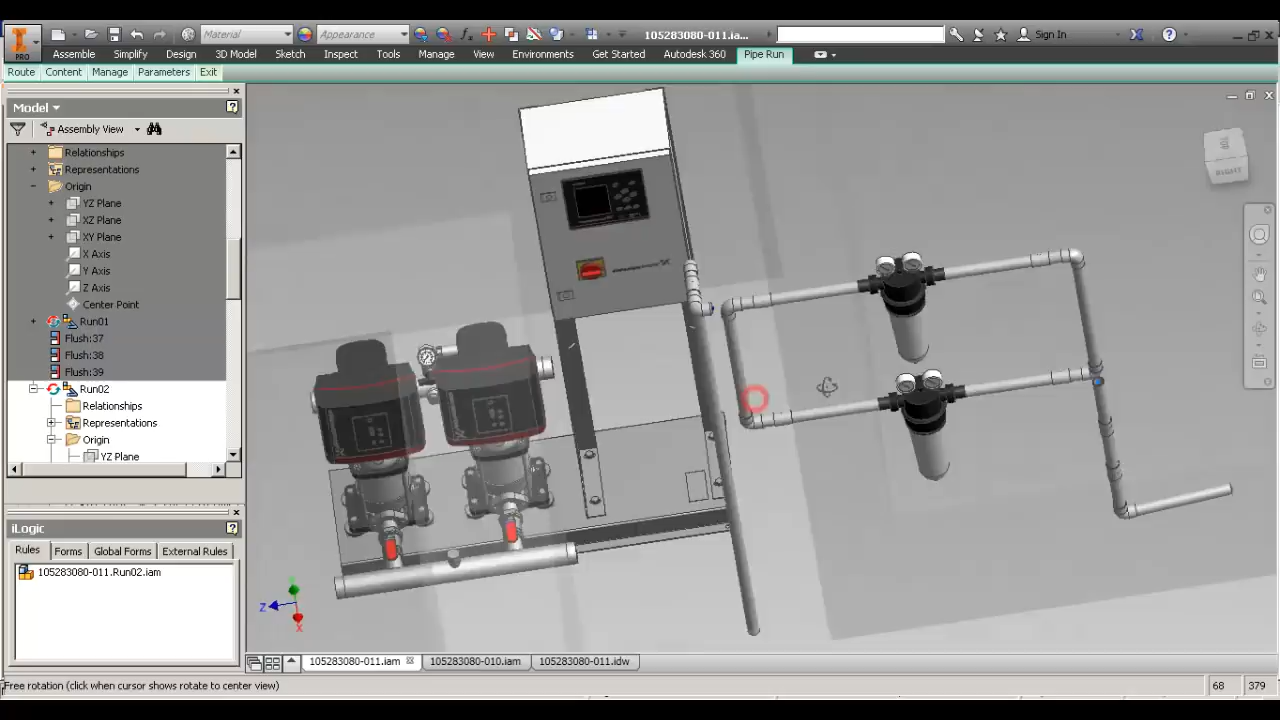 Material
Appearance
105283080-011.ia...
Sign In
PRO
Assemble
Simplify
Design
3D Model
Sketch
Inspect
Tools
Manage
View
Environments
Get Started
Autodesk 360
Pipe Run
Route
Content
Manage
Parameters
Exit
Model
Assembly View
Relationships
Representations
Origin
YZ Plane
XZ Plane
XY Plane
X Axis
Y Axis
Z Axis
Center Point
Run01
Flush:37
Flush:38
Flush:39
Run02
Relationships
Representations
Origin
YZ Plane
iLogic
Rules
Forms
Global Forms
External Rules
105283080-011.Run02.iam
RIGHT
Z
X
105283080-011.iam
105283080-010.iam
105283080-011.idw
Free rotation (click when cursor shows rotate to center view)
68
379